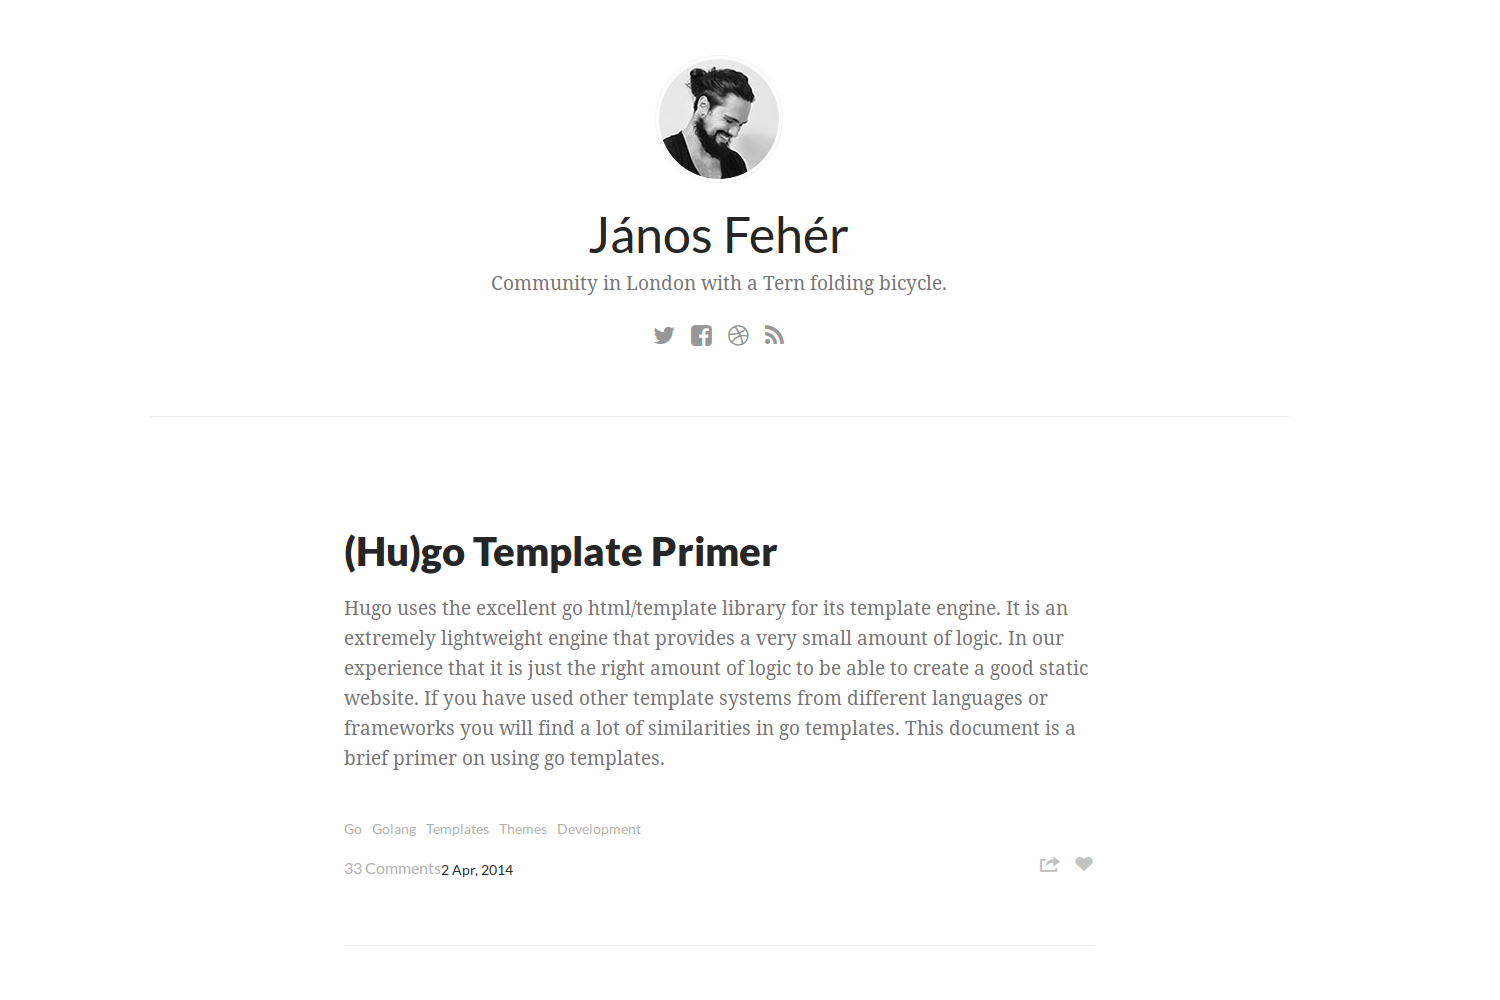 János Fehér
Community in London with a Tern folding bicycle.
(Hu)go Template Primer
Hugo uses the excellent go html/template library for its template engine. It is an
extremely lightweight engine that provides a very small amount of logic. In our
experience that it is just the right amount of logic to be able to create a good static
website. If you have used other template systems from different languages or
frameworks you will find a lot of similarities in go templates. This document is a
brief primer on using go templates.
Go Golang Templates Themes Development
33 Comments2 Apr, 2014